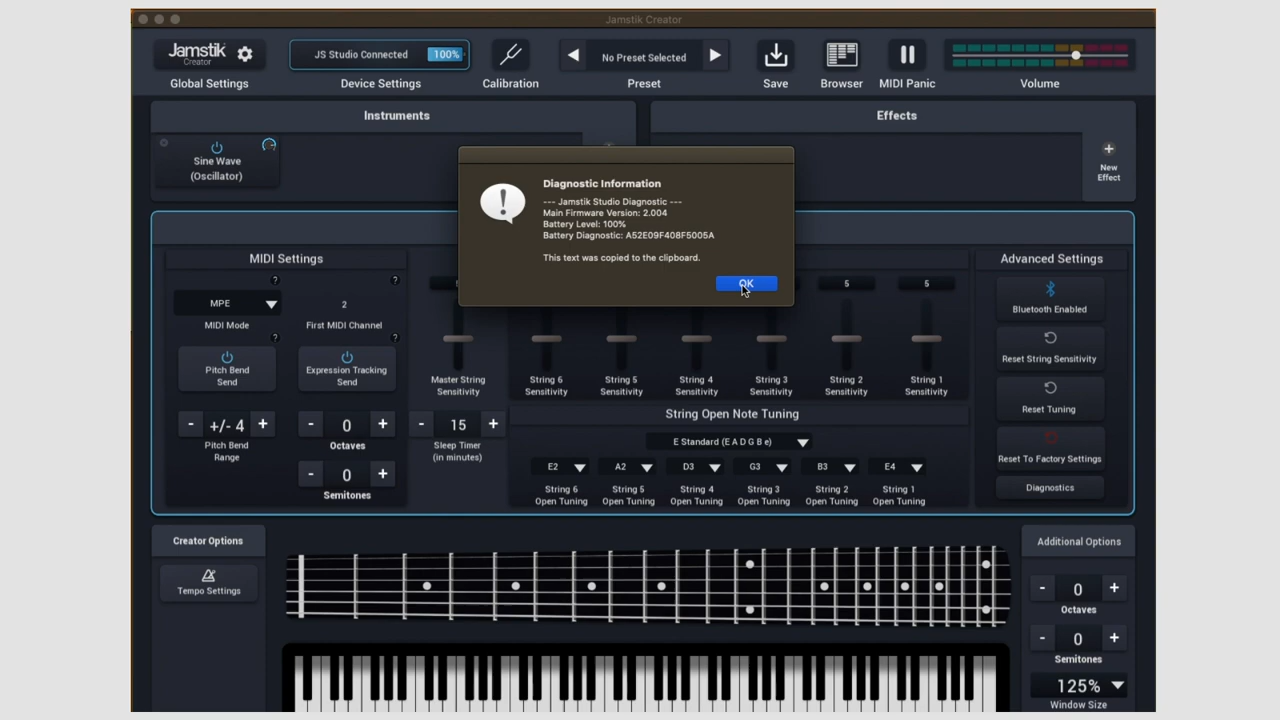 Jamstik Creator
Jamstik
Creator
Global Settings
JS Studio Connected 100%
Device Settings
Calibration
No Preset Selected
Preset
Save
Browser
MIDI Panic
Volume
Instruments
Effects
Sine Wave
(Oscillator)
+
New
Effect
Diagnostic Information
--- Jamstik Studio Diagnostic ---
Main Firmware Version: 2.004
Battery Level: 100%
Battery Diagnostic: A52E09F408F5005A
This text was copied to the clipboard.
OK
MIDI Settings
? ?
MPE
MIDI Mode
2
First MIDI Channel
? ?
Pitch Bend
Send
Expression Tracking
Send
- +/- 4 +
Pitch Bend
Range
- 0 +
Octaves
- 0 +
Semitones
5 5
Master String
Sensitivity
String 6
Sensitivity
String 5
Sensitivity
String 4
Sensitivity
String 3
Sensitivity
String 2
Sensitivity
String 1
Sensitivity
- 15 +
Sleep Timer
(in minutes)
String Open Note Tuning
E Standard (E A D G B e)
E2 A2 D3 G3 B3 E4
String 6
Open Tuning
String 5
Open Tuning
String 4
Open Tuning
String 3
Open Tuning
String 2
Open Tuning
String 1
Open Tuning
Advanced Settings
Bluetooth Enabled
Reset String Sensitivity
Reset Tuning
Reset To Factory Settings
Diagnostics
Creator Options
Tempo Settings
Additional Options
- 0 +
Octaves
- 0 +
Semitones
125%
Window Size